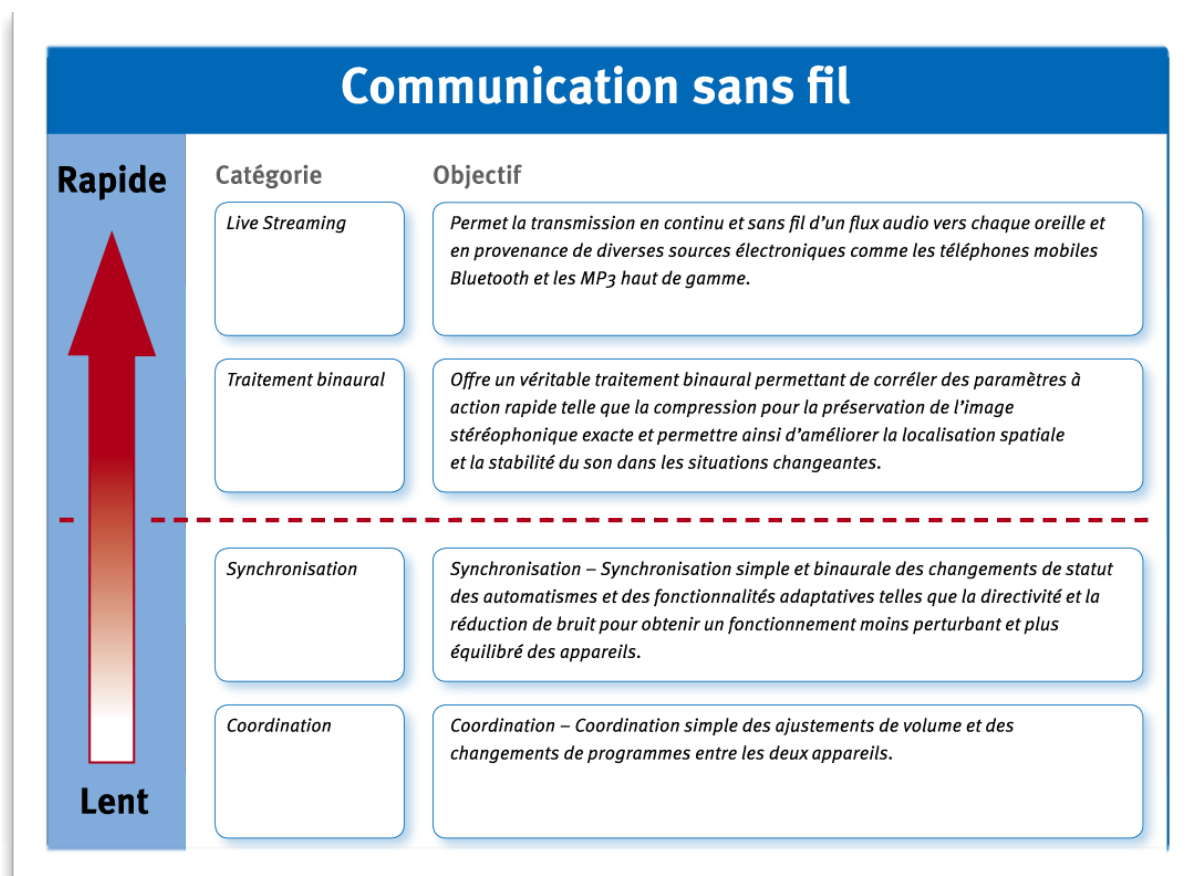 Communication sans fil
Rapide
Catégorie
Objectif
Live Streaming
Permet la transmission en continu et sans fil d’un flux audio vers chaque oreille et
en provenance de diverses sources électroniques comme les téléphones mobiles
Bluetooth et les MP3 haut de gamme.
Traitement binaural
Offre un véritable traitement binaural permettant de corréler des paramètres à
action rapide telle que la compression pour la préservation de l’image
stéréophonique exacte et permettre ainsi d’améliorer la localisation spatiale
et la stabilité du son dans les situations changeantes.
Synchronisation
Synchronisation – Synchronisation simple et binaurale des changements de statut
des automatismes et des fonctionnalités adaptatives telles que la directivité et la
réduction de bruit pour obtenir un fonctionnement moins perturbant et plus
équilibré des appareils.
Coordination
Coordination – Coordination simple des ajustements de volume et des
changements de programmes entre les deux appareils.
Lent